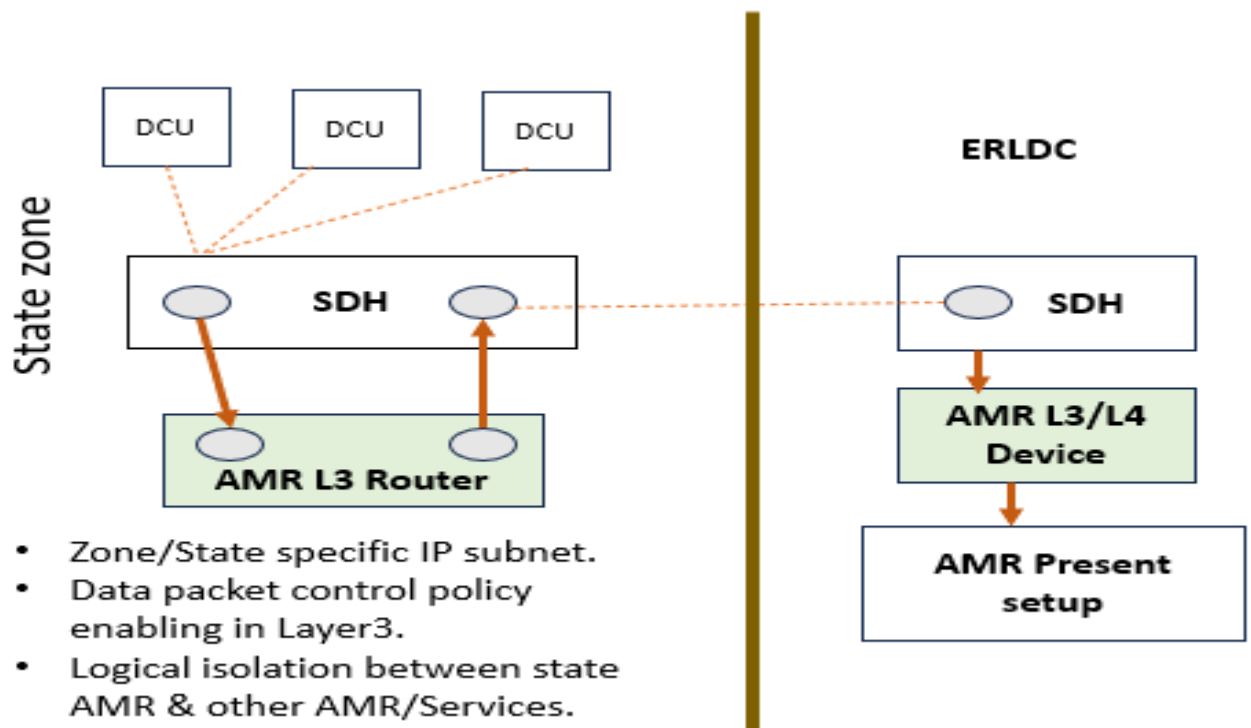 DCU
DCU
DCU
ERLDC
State zone
SDH
SDH
AMR L3 Router
AMR L3/L4
Device
AMR Present
setup
• Zone/State specific IP subnet.
• Data packet control policy
enabling in Layer3.
• Logical isolation between state
AMR & other AMR/Services.